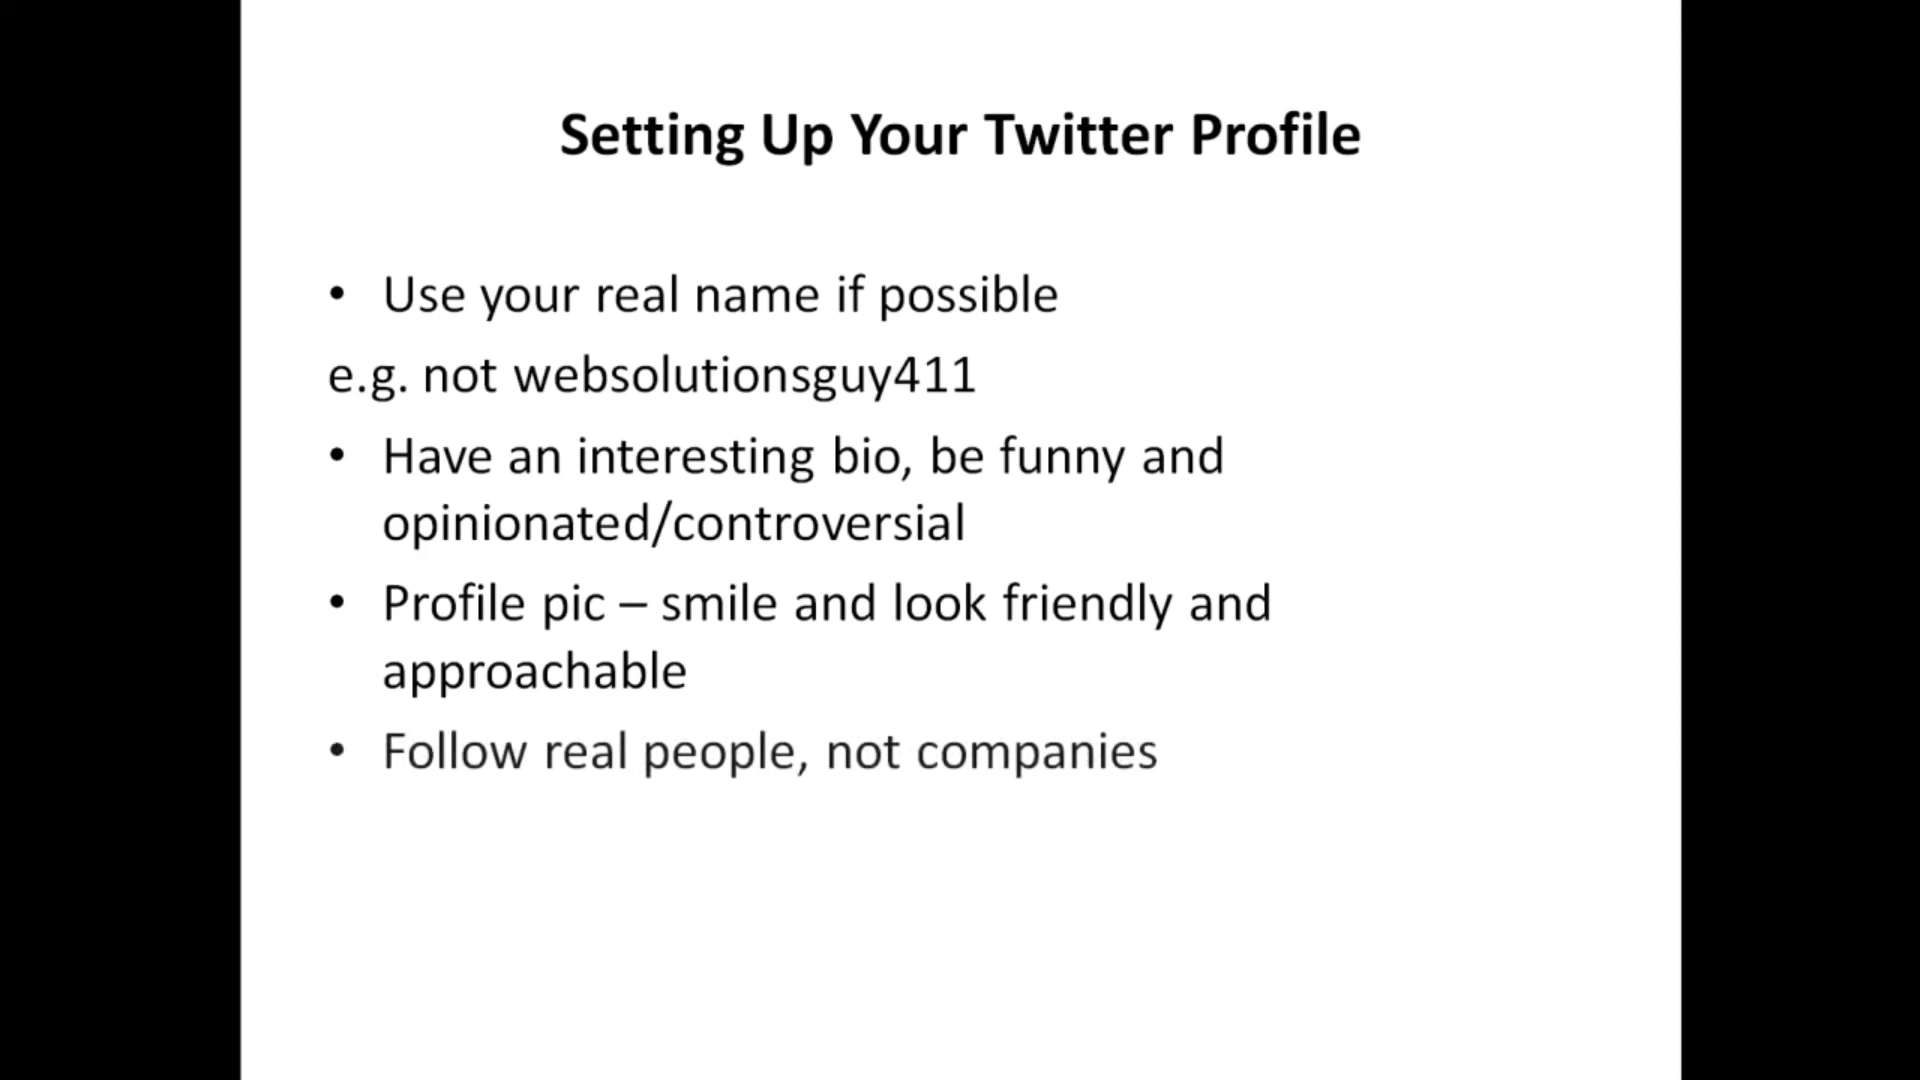 Setting Up Your Twitter Profile
• Use your real name if possible
e.g. not websolutionsguy411
• Have an interesting bio, be funny and
opinionated/controversial
• Profile pic – smile and look friendly and
approachable
• Follow real people, not companies